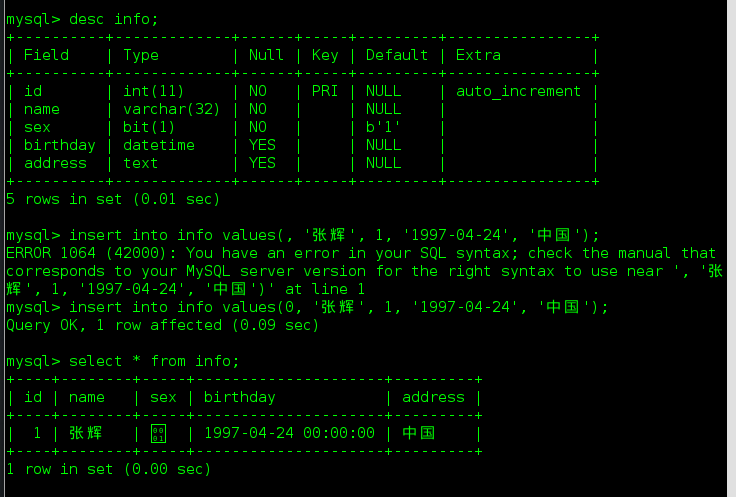 mysql> desc info;
+----------+-------------+------+-----+---------+----------------+
| Field    | Type        | Null | Key | Default | Extra          |
+----------+-------------+------+-----+---------+----------------+
| id       | int(11)     | NO   | PRI | NULL    | auto_increment |
| name     | varchar(32) | NO   |     | NULL    |                |
| sex      | bit(1)      | NO   |     | b'1'    |                |
| birthday | datetime    | YES  |     | NULL    |                |
| address  | text        | YES  |     | NULL    |                |
+----------+-------------+------+-----+---------+----------------+
5 rows in set (0.01 sec)
mysql> insert into info values(, '张辉', 1, '1997-04-24', '中国');
ERROR 1064 (42000): You have an error in your SQL syntax; check the manual that
corresponds to your MySQL server version for the right syntax to use near ', '张
辉', 1, '1997-04-24', '中国')' at line 1
mysql> insert into info values(0, '张辉', 1, '1997-04-24', '中国');
Query OK, 1 row affected (0.09 sec)
mysql> select * from info;
+----+--------+-----+---------------------+---------+
| id | name   | sex | birthday            | address |
+----+--------+-----+---------------------+---------+
|  1 | 张辉   | 0001 | 1997-04-24 00:00:00 | 中国    |
+----+--------+-----+---------------------+---------+
1 row in set (0.00 sec)